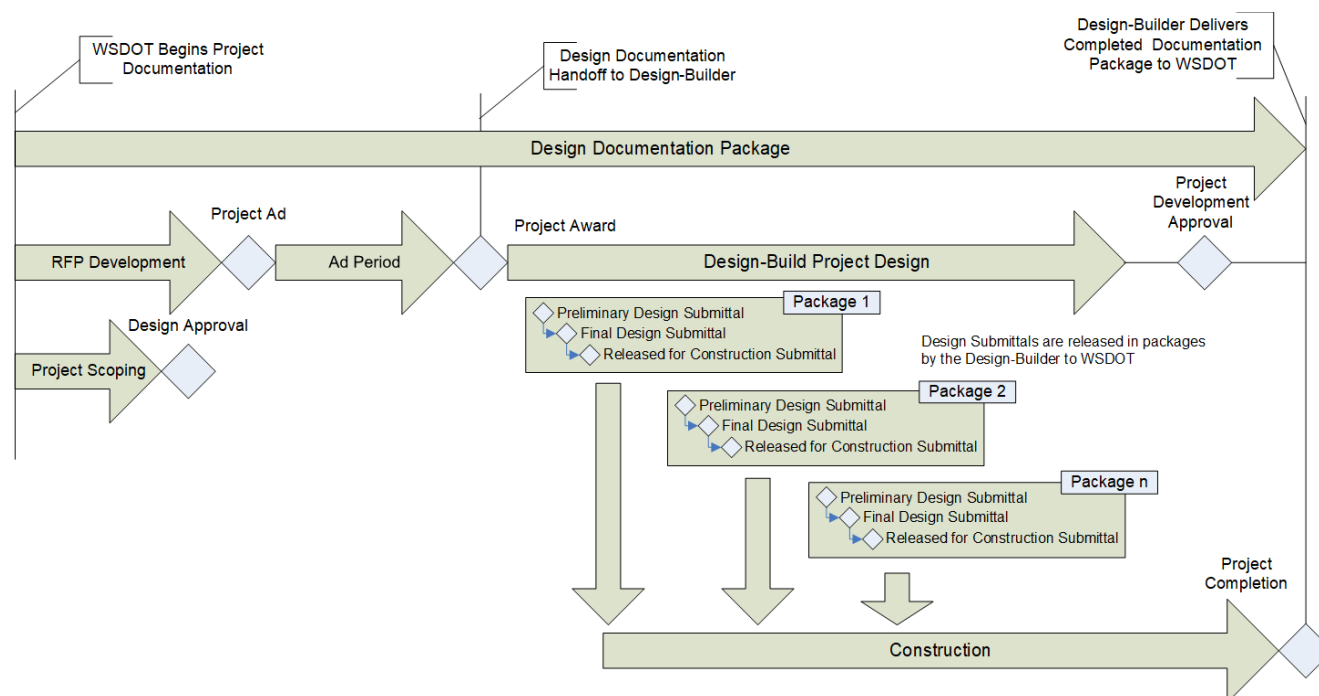 WSDOT Begins Project
Documentation
Design Documentation
Handoff to Design-Builder
Design-Builder Delivers
Completed Documentation
Package to WSDOT
Design Documentation Package
Project
Development
Approval
Project Ad
Project Award
RFP Development
Ad Period
Design-Build Project Design
Package 1
Preliminary Design Submittal
Final Design Submittal
Released for Construction Submittal
Design Approval
Project Scoping
Design Submittals are released in packages
by the Design-Builder to WSDOT
Package 2
Preliminary Design Submittal
Final Design Submittal
Released for Construction Submittal
Package n
Preliminary Design Submittal
Final Design Submittal
Released for Construction Submittal
Project
Completion
Construction